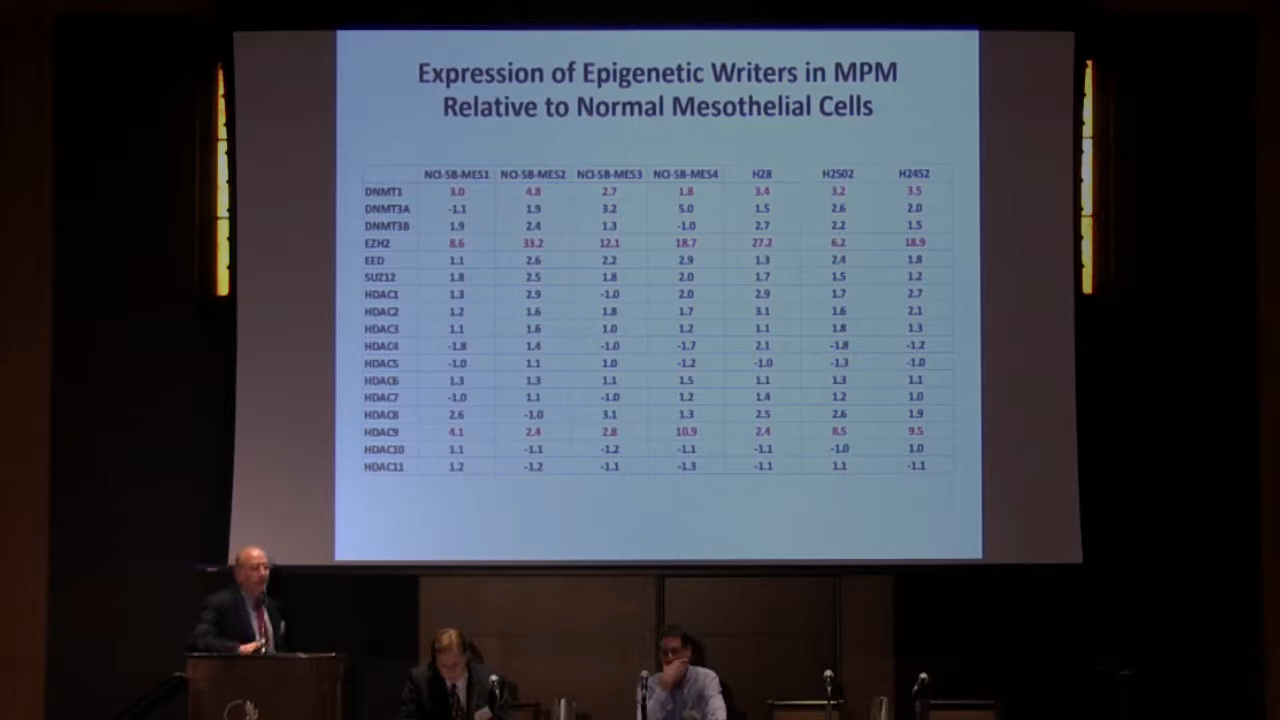 Expression of Epigenetic Writers in MPM
Relative to Normal Mesothelial Cells
NCI-SB-MES1 NCI-SB-MES2 NCI-SB-MES3 NCI-SB-MES4 H28 H2502 H2452
DNMT1 3.0 4.8 2.7 1.8 3.4 3.2 3.5
DNMT3A -1.1 1.9 3.2 5.0 1.5 2.6 2.0
DNMT3B 1.9 2.4 1.3 -1.0 2.7 2.2 1.5
EZH2 8.6 33.2 12.1 18.7 27.2 6.2 18.9
EED 1.1 2.6 2.2 2.9 1.3 2.4 1.8
SUZ12 1.8 2.5 1.8 2.0 1.7 1.5 1.2
HDAC1 1.3 2.9 -1.0 2.0 2.9 1.7 2.7
HDAC2 1.2 1.6 1.8 1.7 3.1 1.6 2.1
HDAC3 1.1 1.6 1.0 1.2 1.1 1.8 1.3
HDAC4 -1.8 1.4 -1.0 -1.7 2.1 -1.8 -1.2
HDAC5 -1.0 1.1 1.0 -1.2 -1.0 -1.3 -1.0
HDAC6 1.3 1.3 1.1 1.5 1.1 1.3 1.1
HDAC7 -1.0 1.1 -1.0 1.2 1.4 1.2 1.0
HDAC8 2.6 -1.0 3.1 1.3 2.5 2.6 1.9
HDAC9 4.1 2.4 2.8 10.9 2.4 8.5 9.5
HDAC10 1.1 -1.1 -1.2 -1.1 -1.1 -1.0 1.0
HDAC11 1.2 -1.2 -1.1 -1.3 -1.1 1.1 -1.1